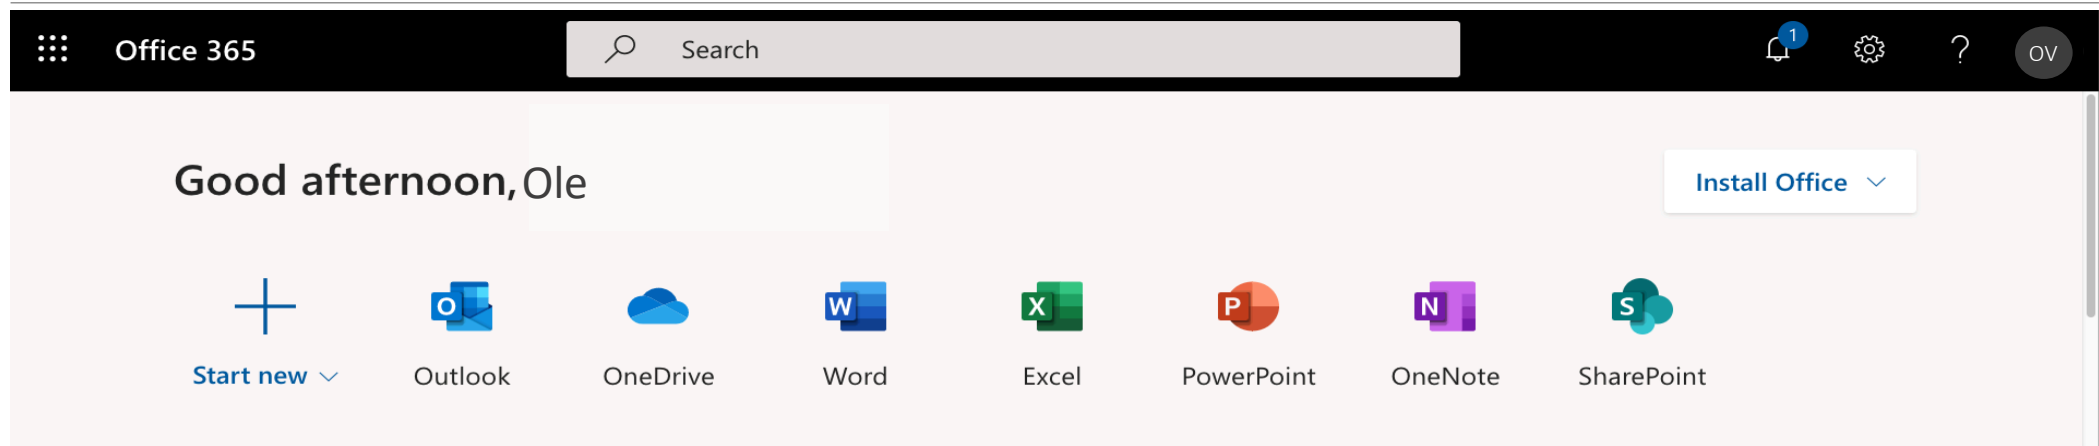 Office 365 Search 1 ? OV
Good afternoon, Ole Install Office
Start new Outlook OneDrive Word Excel PowerPoint OneNote SharePoint